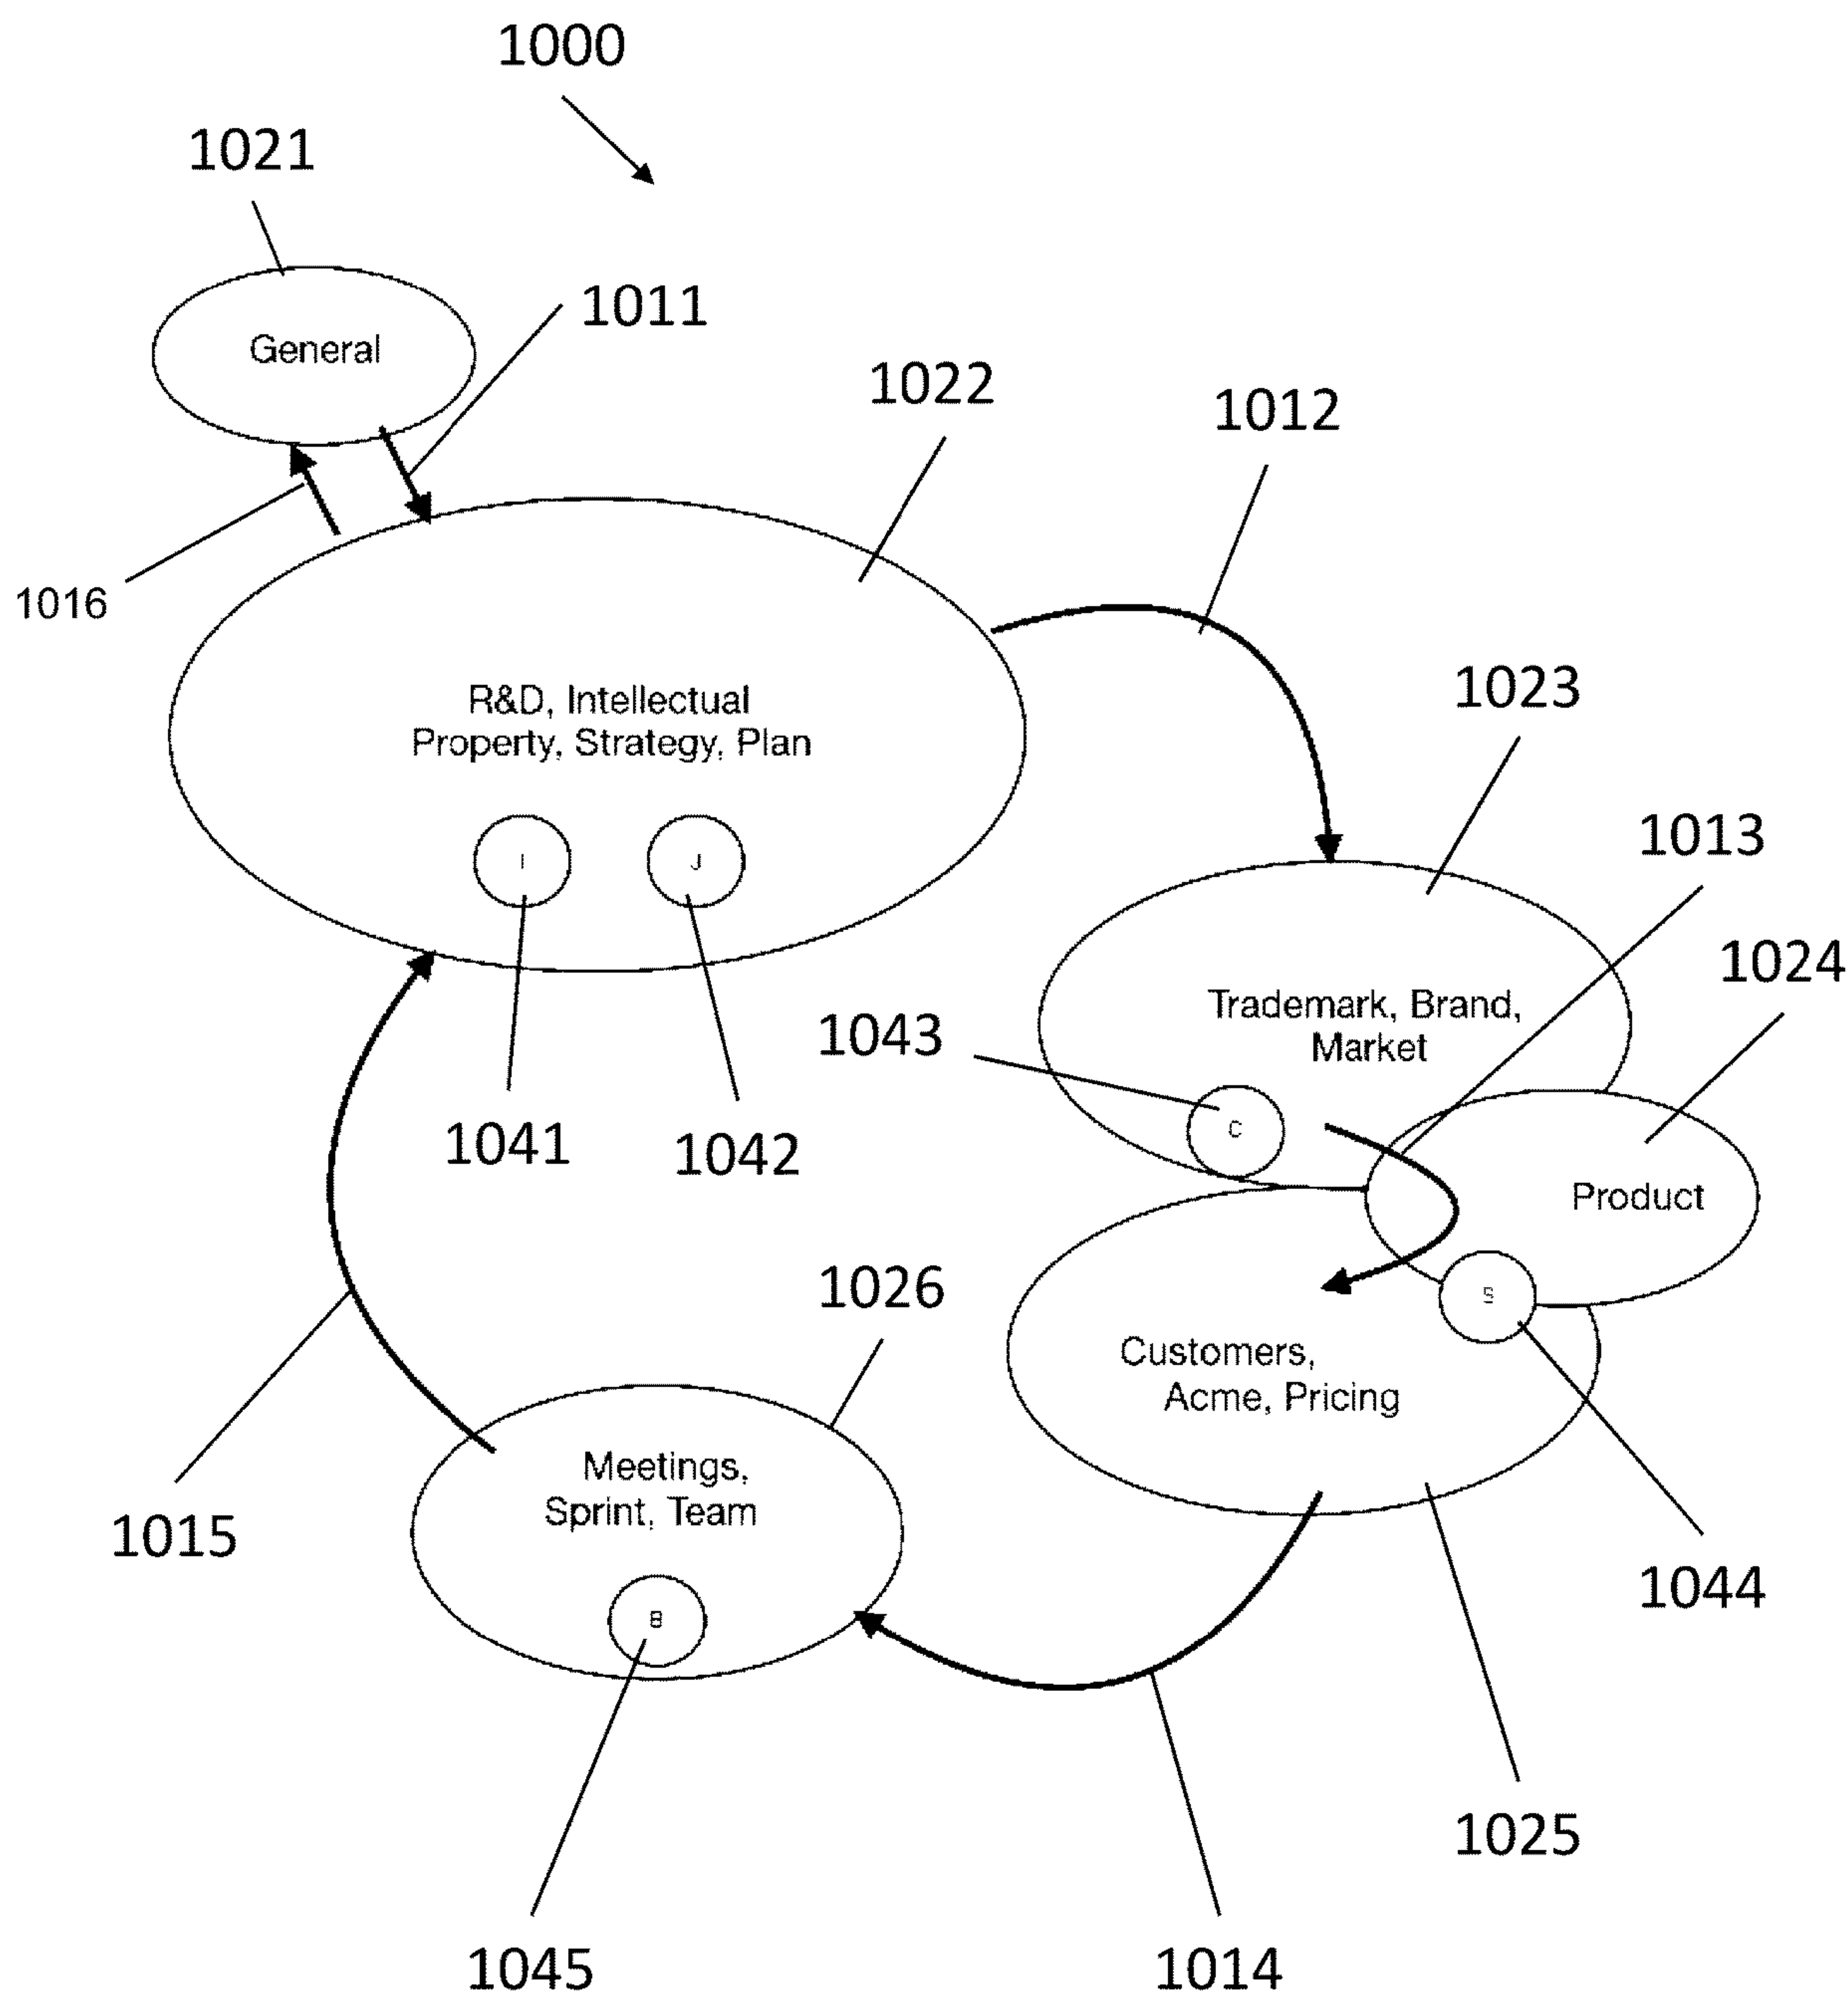 1000
1021
1011
General
1022
1012
1016
1023
R&D, Intellectual
Property, Strategy, Plan
1013
I
J
1024
Trademark, Brand,
Market
1043
C
1041
1042
Product
1026
S
Customers,
Acme, Pricing
Meetings,
Sprint, Team
1015
1044
B
1025
1045
1014